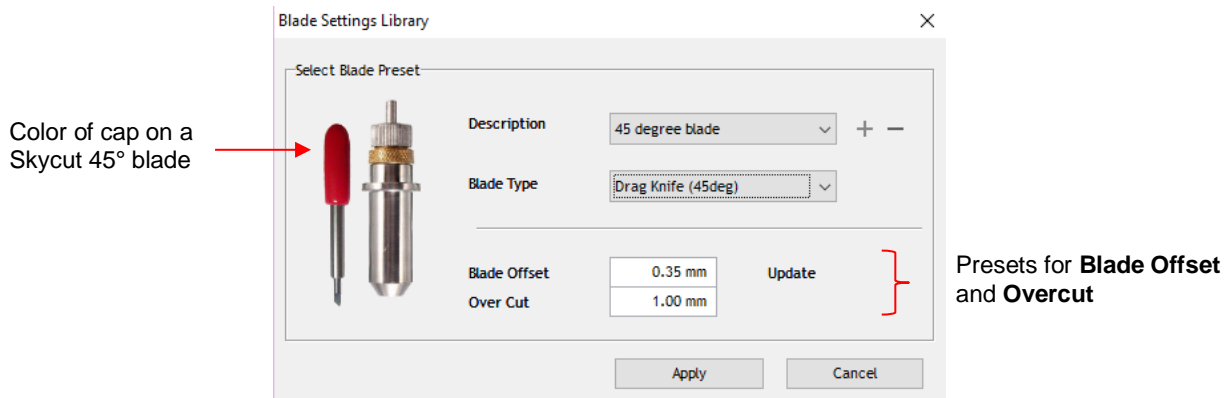 Blade Settings Library
Select Blade Preset
Color of cap on a
Skycut 45° blade
Description
45 degree blade
Blade Type
Drag Knife (45deg)
Blade Offset
0.35 mm
Update
Over Cut
1.00 mm
Presets for Blade Offset
and Overcut
Apply
Cancel